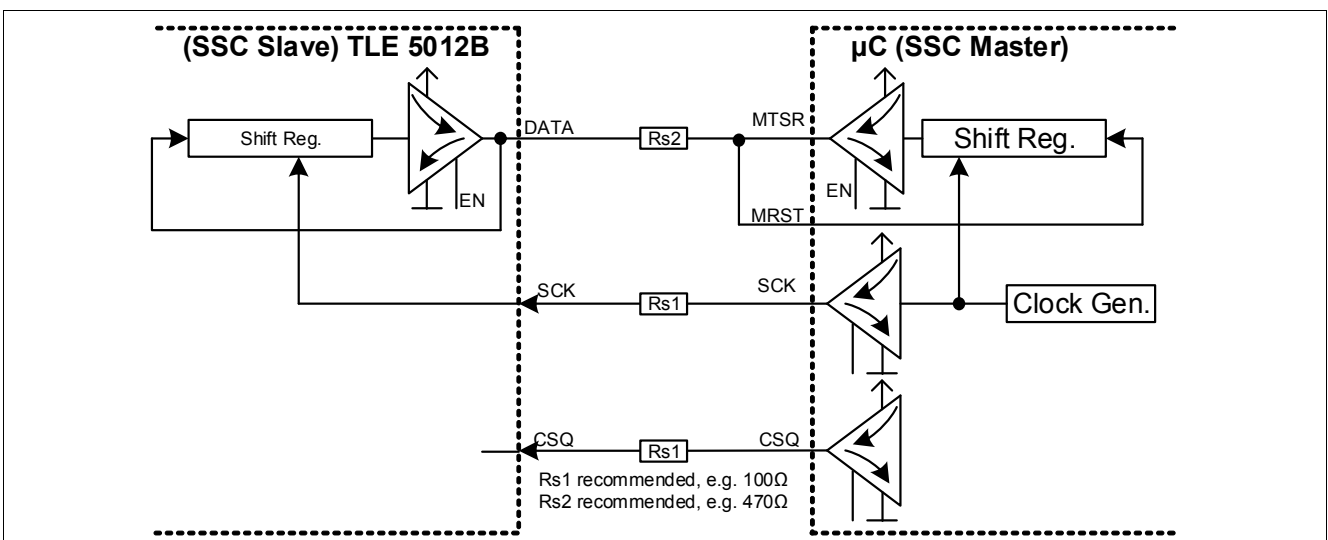 (SSC Slave) TLE 5012B
µC (SSC Master)
Shift Reg.
EN
DATA
Rs2
MTSR
MRST
EN
Shift Reg.
SCK
Rs1
SCK
Clock Gen.
CSQ
Rs1
CSQ
Rs1 recommended, e.g. 100Ω
Rs2 recommended, e.g. 470Ω